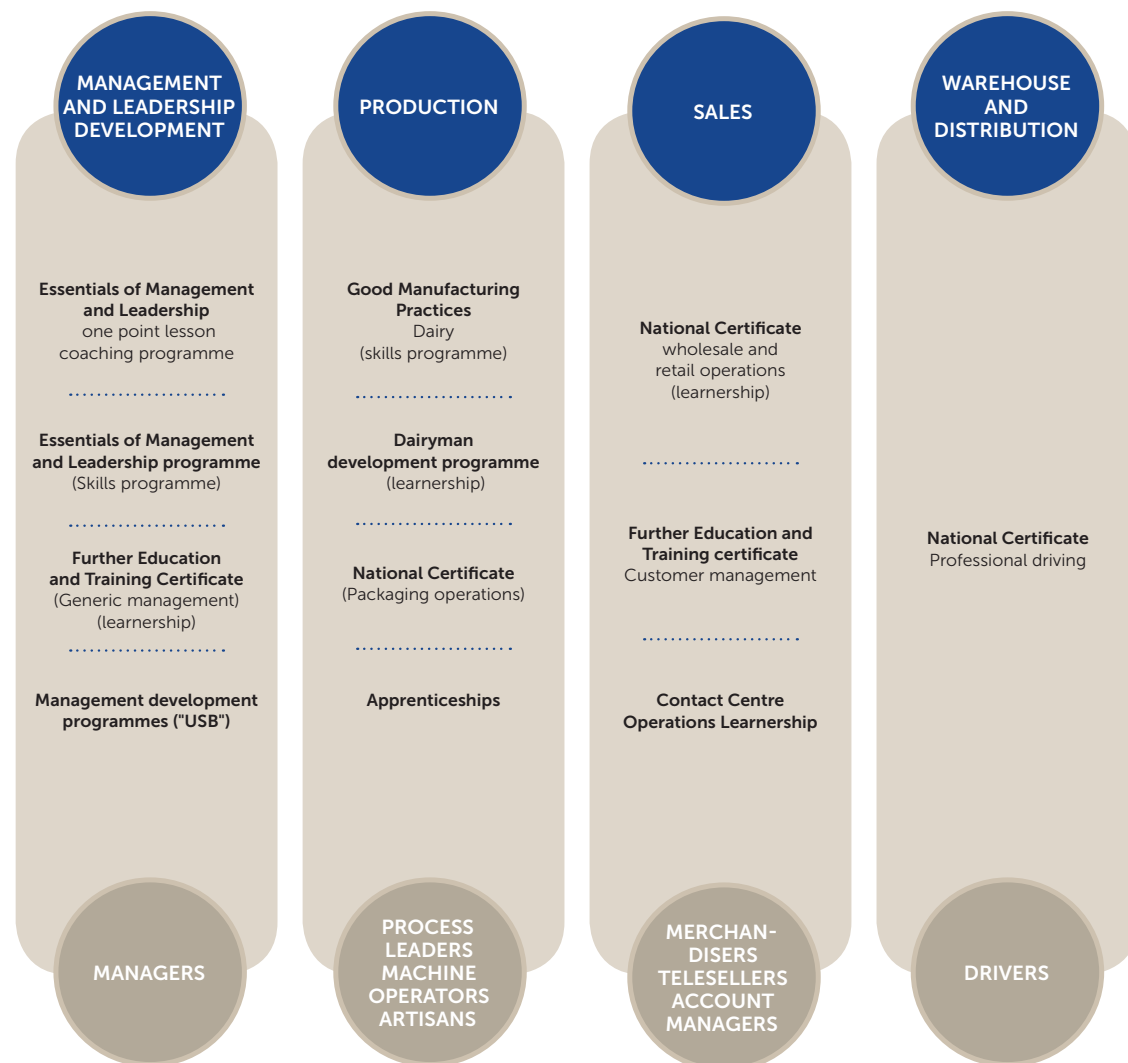 MANAGEMENT
AND LEADERSHIP
DEVELOPMENT
Essentials of Management
and Leadership
one point lesson
coaching programme
Essentials of Management
and Leadership programme
(Skills programme)
Further Education
and Training Certificate
(Generic management)
(learnership)
Management development
programmes ("USB")
MANAGERS
PRODUCTION
Good Manufacturing
Practices
Dairy
(skills programme)
Dairyman
development programme
(learnership)
National Certificate
(Packaging operations)
Apprenticeships
PROCESS
LEADERS
MACHINE
OPERATORS
ARTISANS
SALES
National Certificate
wholesale and
retail operations
(learnership)
Further Education and
Training certificate
Customer management
Contact Centre
Operations Learnership
MERCHAN-
DISERS
TELESELLERS
ACCOUNT
MANAGERS
WAREHOUSE
AND
DISTRIBUTION
National Certificate
Professional driving
DRIVERS